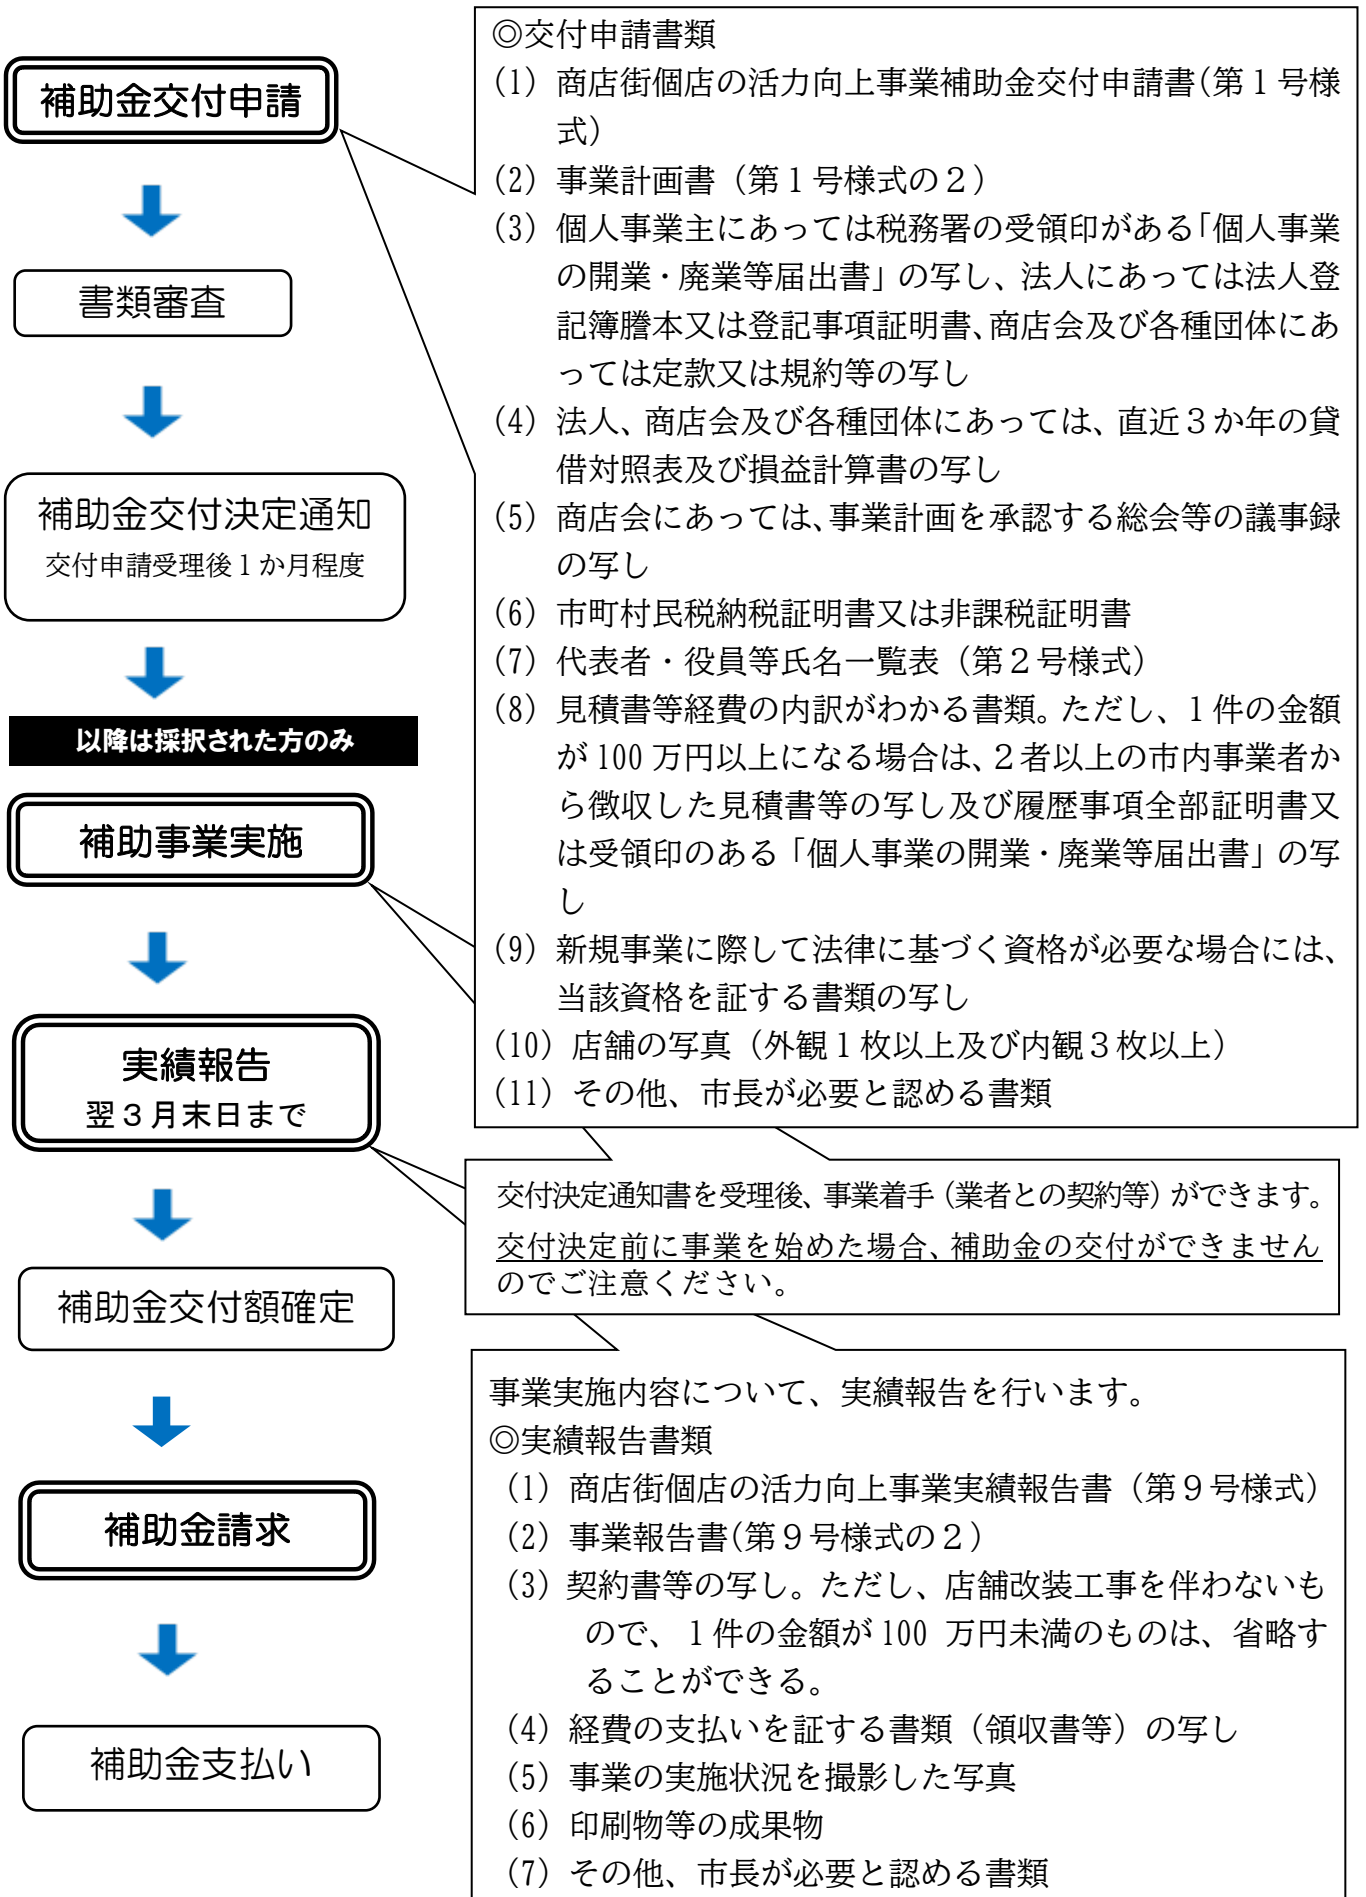 補助金交付申請
書類審査
補助金交付決定通知
交付申請受理後１か月程度
以降は採択された方のみ
補助事業実施
実績報告
翌３月末日まで
補助金交付額確定
補助金請求
補助金支払い
◎交付申請書類
(1) 商店街個店の活力向上事業補助金交付申請書(第１号様
式)
(2) 事業計画書（第１号様式の２）
(3) 個人事業主にあっては税務署の受領印がある「個人事業
の開業・廃業等届出書」の写し、法人にあっては法人登
記簿謄本又は登記事項証明書、商店会及び各種団体にあ
っては定款又は規約等の写し
(4) 法人、商店会及び各種団体にあっては、直近３か年の貸
借対照表及び損益計算書の写し
(5) 商店会にあっては、事業計画を承認する総会等の議事録
の写し
(6) 市町村民税納税証明書又は非課税証明書
(7) 代表者・役員等氏名一覧表（第２号様式）
(8) 見積書等経費の内訳がわかる書類。ただし、１件の金額
が 100 万円以上になる場合は、２者以上の市内事業者か
ら徴収した見積書等の写し及び履歴事項全部証明書又
は受領印のある「個人事業の開業・廃業等届出書」の写
し
(9) 新規事業に際して法律に基づく資格が必要な場合には、
当該資格を証する書類の写し
(10) 店舗の写真（外観１枚以上及び内観３枚以上）
(11) その他、市長が必要と認める書類
交付決定通知書を受理後、事業着手（業者との契約等）ができます。
交付決定前に事業を始めた場合、補助金の交付ができません
のでご注意ください。
事業実施内容について、実績報告を行います。
◎実績報告書類
(1) 商店街個店の活力向上事業実績報告書（第９号様式）
(2) 事業報告書(第９号様式の２)
(3) 契約書等の写し。ただし、店舗改装工事を伴わないも
ので、１件の金額が 100 万円未満のものは、省略す
ることができる。
(4) 経費の支払いを証する書類（領収書等）の写し
(5) 事業の実施状況を撮影した写真
(6) 印刷物等の成果物
(7) その他、市長が必要と認める書類